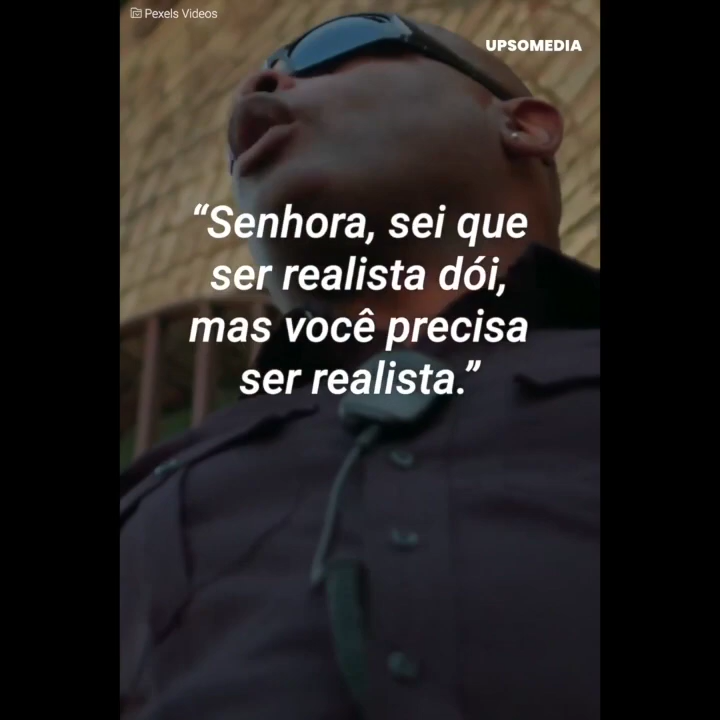 Pexels Videos
UPSOMEDIA
“Senhora, sei que
ser realista dói,
mas você precisa
ser realista.”